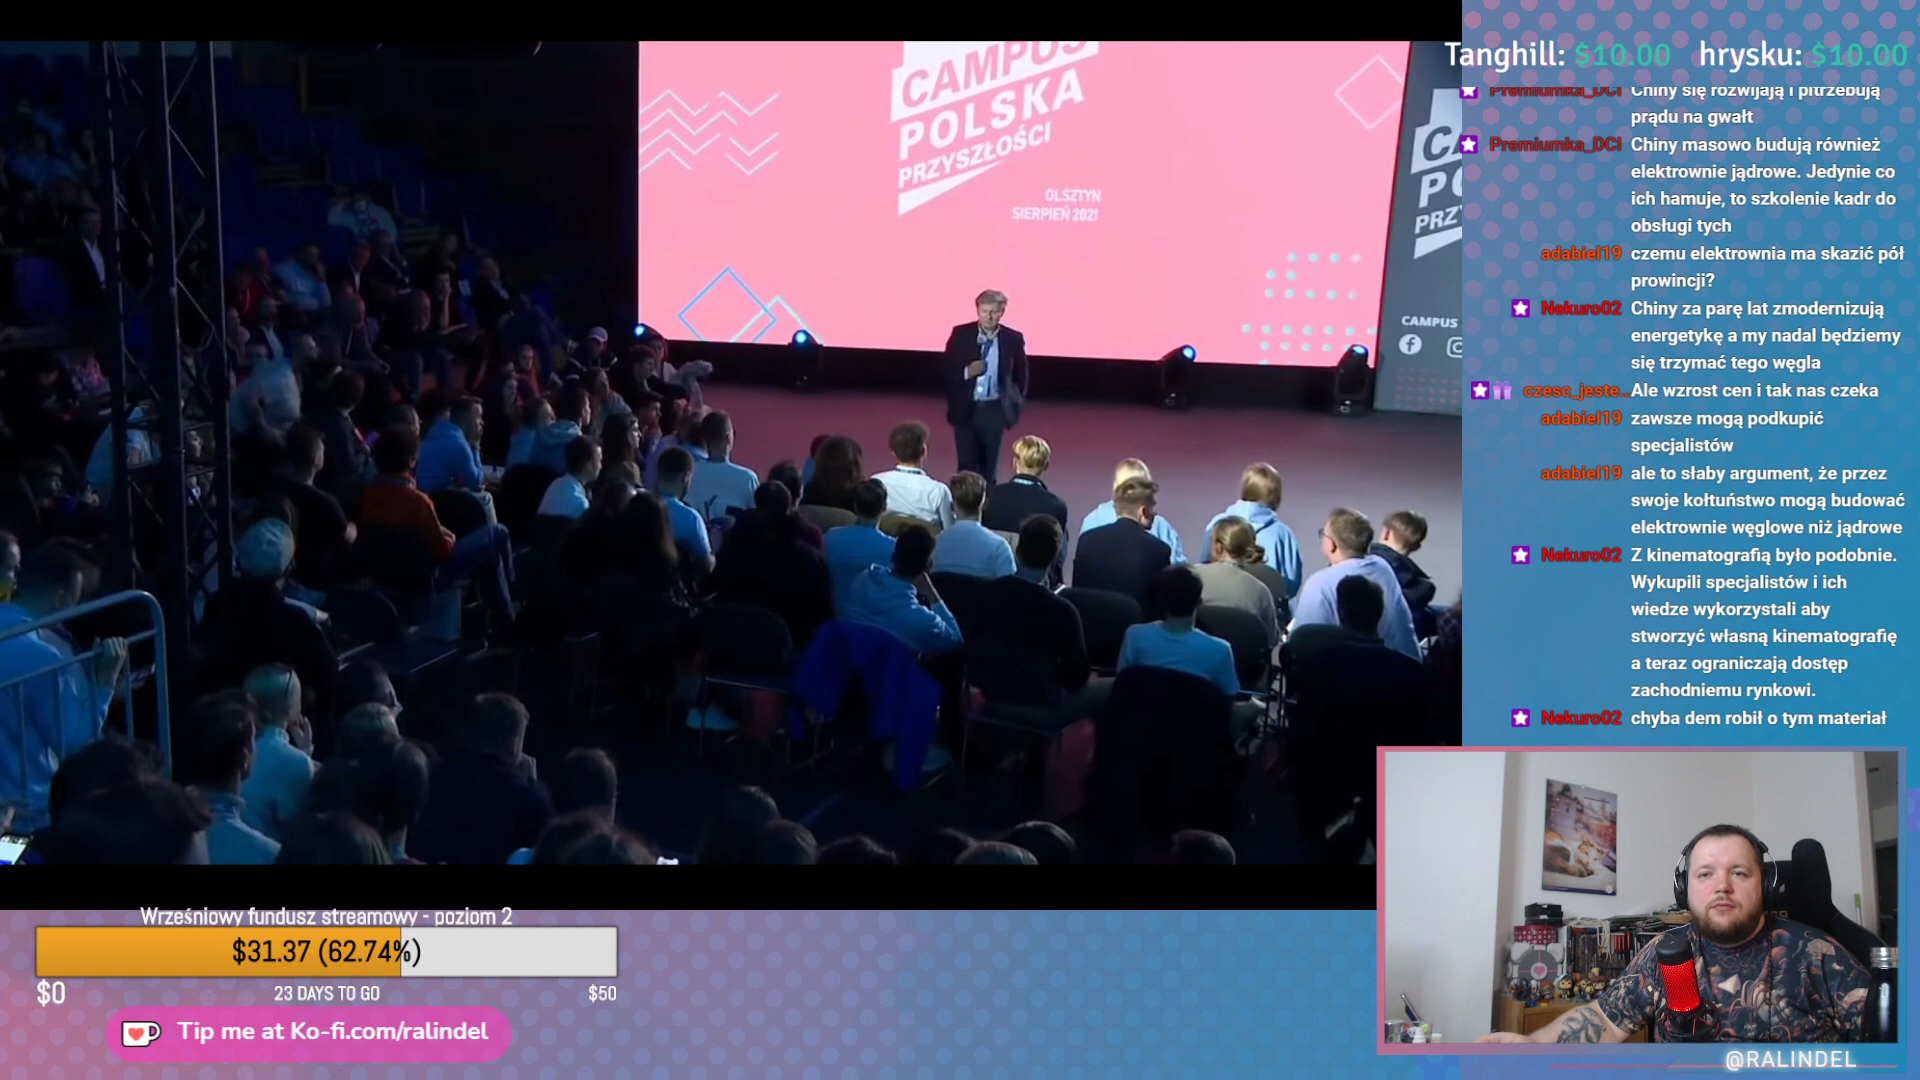 CAMPUS
POLSKA
PRZYSZŁOŚCI
OLSZTYN
SIERPIEŃ 2021
CAMPUS
Tanghill: $10.00 hrysku: $10.00
Premiumka_DCI Chiny się rozwijają i pitrzebują
prądu na gwałt
Premiumka_DCI Chiny masowo budują również
elektrownie jądrowe. Jedynie co
ich hamuje, to szkolenie kadr do
obsługi tych
adabiel19 czemu elektrownia ma skazić pół
prowincji?
Nekuro02 Chiny za parę lat zmodernizują
energetykę a my nadal będziemy
się trzymać tego węgla
czesc_jeste... Ale wzrost cen i tak nas czeka
adabiel19 zawsze mogą podkupić
specjalistów
adabiel19 ale to słaby argument, że przez
swoje kołtuństwo mogą budować
elektrownie węglowe niż jądrowe
Nekuro02 Z kinematografią było podobnie.
Wykupili specjalistów i ich
wiedze wykorzystali aby
stworzyć własną kinematografię
a teraz ograniczają dostęp
zachodniemu rynkowi.
Nekuro02 chyba dem robił o tym materiał
Wrześniowy fundusz streamowy - poziom 2
$31.37 (62.74%)
$0 23 DAYS TO GO $50
Tip me at Ko-fi.com/ralindel
@RALINDEL